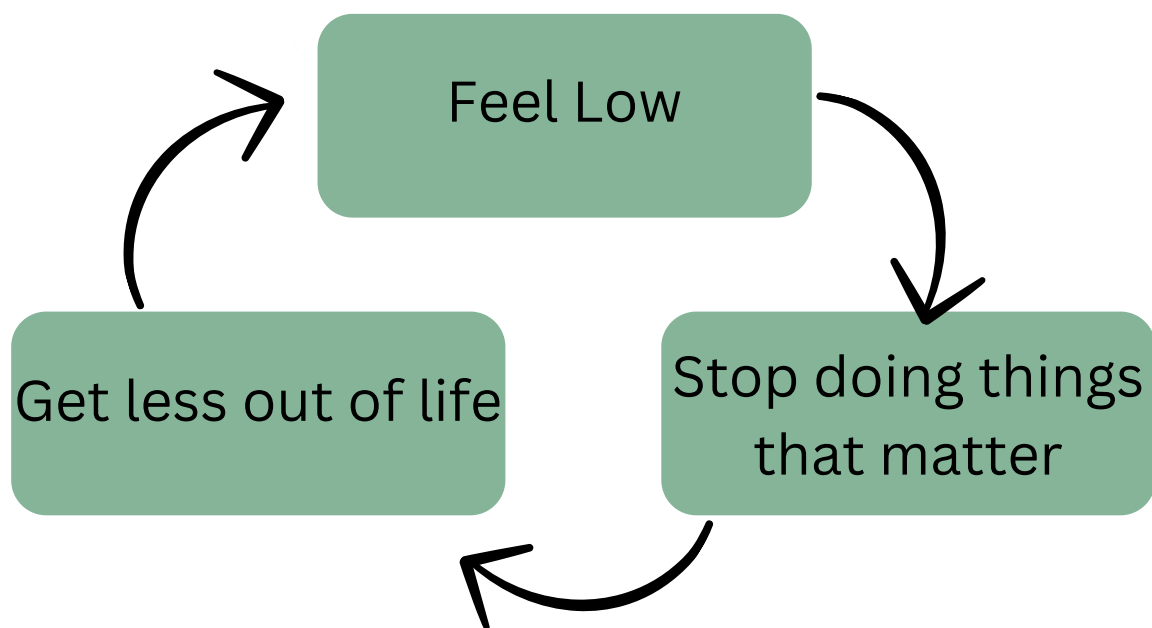 Feel Low
Stop doing things
that matter
Get less out of life